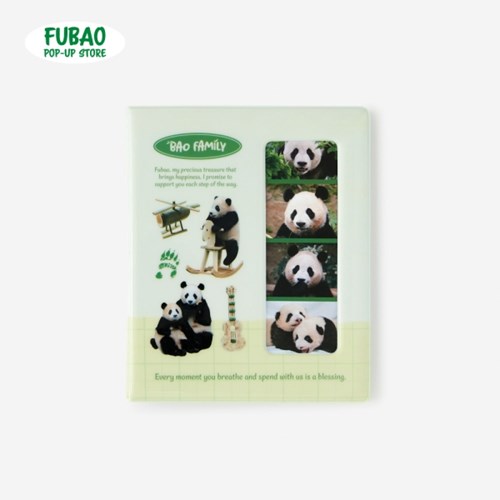 FUBAO
POP-UP STORE
'BAO FAMILY
Fubao, my precious treasure that
brings happiness, I promise to
support you each step of the way.
Every moment you breathe and spend with us is a blessing.